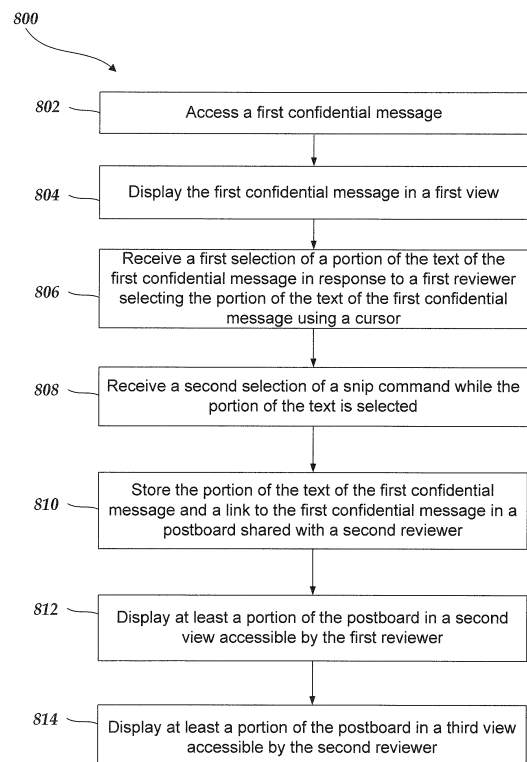 800
802
Access a first confidential message
804
Display the first confidential message in a first view
806
Receive a first selection of a portion of the text of the
first confidential message in response to a first reviewer
selecting the portion of the text of the first confidential
message using a cursor
808
Receive a second selection of a snip command while the
portion of the text is selected
810
Store the portion of the text of the first confidential
message and a link to the first confidential message in a
postboard shared with a second reviewer
812
Display at least a portion of the postboard in a second
view accessible by the first reviewer
814
Display at least a portion of the postboard in a third view
accessible by the second reviewer